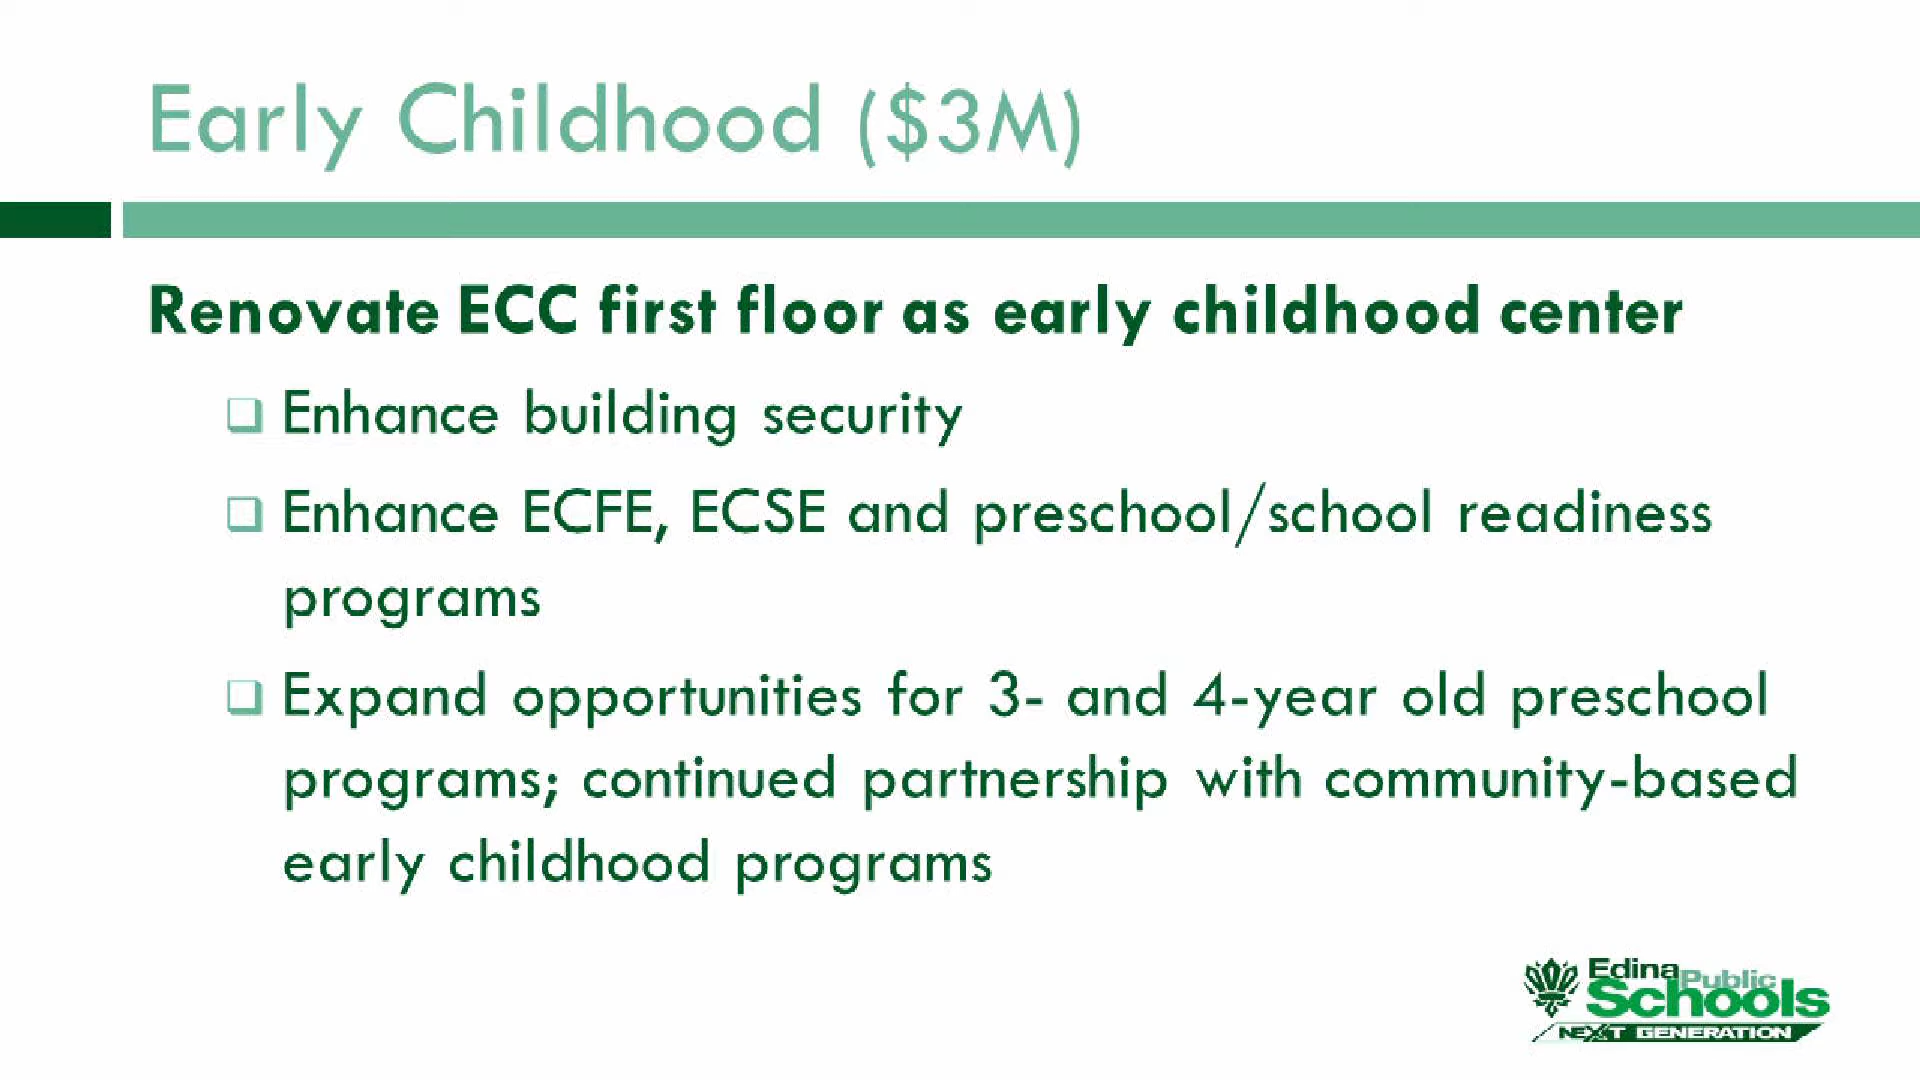 Early Childhood ($3M)
Renovate ECC first floor as early childhood center
Enhance building security
Enhance ECFE, ECSE and preschool/school readiness
programs
Expand opportunities for 3- and 4-year old preschool
programs; continued partnership with community-based
early childhood programs
Edina Public
Schools
NEXT GENERATION